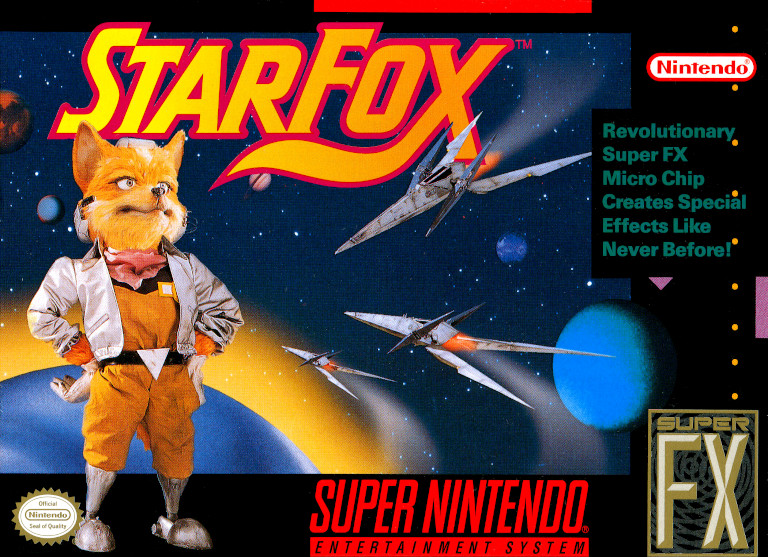 STARFOX™
Nintendo®
Revolutionary
Super FX
Micro Chip
Creates Special
Effects Like
Never Before!
Official
Nintendo
Seal of Quality
SUPER NINTENDO®
ENTERTAINMENT SYSTEM
SUPER
FX